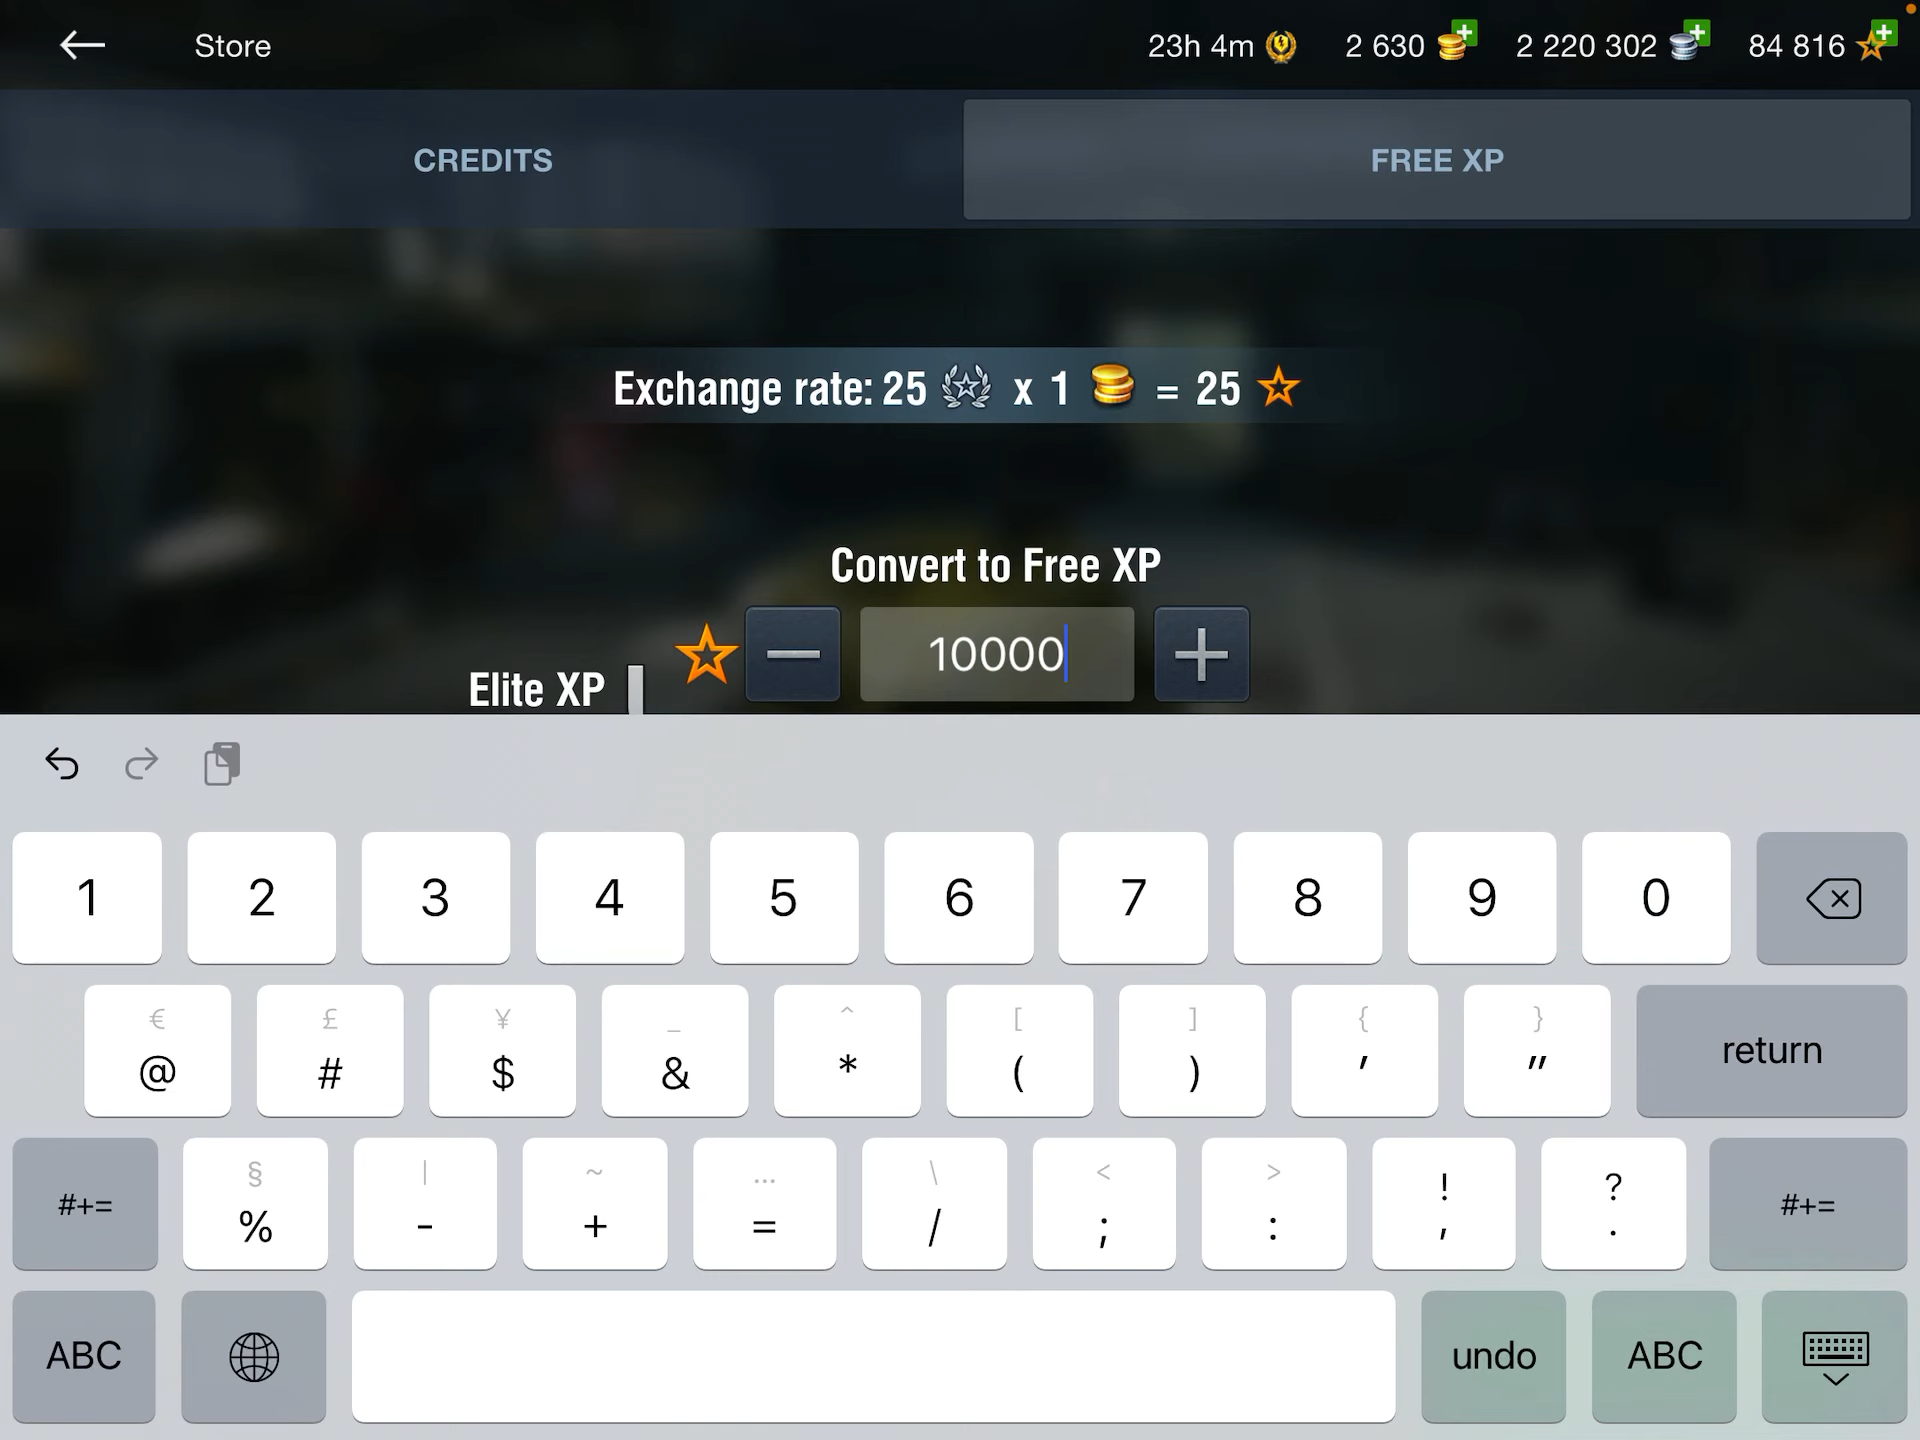 Store
23h 4m 2 630 2 220 302 84 816
CREDITS FREE XP
Exchange rate: 25 x 1 = 25
Convert to Free XP
10000
Elite XP
1 2 3 4 5 6 7 8 9 0
€ £ ¥ _ ^ [ ] { }
@ # $ & * ( ) ' " return
§ | ~ ... \ < > ! ?
#+= % - + = / ; : , . #+=
ABC undo ABC